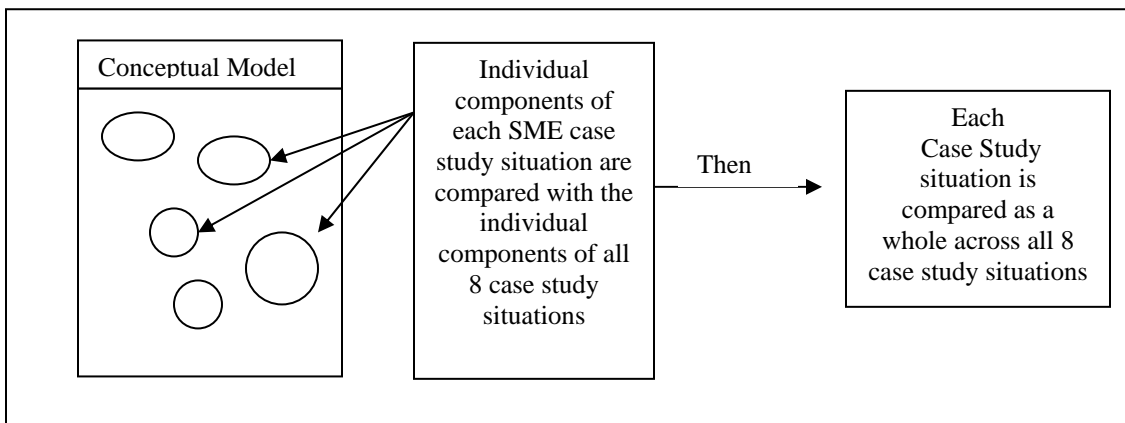 Conceptual Model
Individual
components of
each SME case
study situation are
compared with the
individual
components of all
8 case study
situations
Then
Each
Case Study
situation is
compared as a
whole across all 8
case study situations